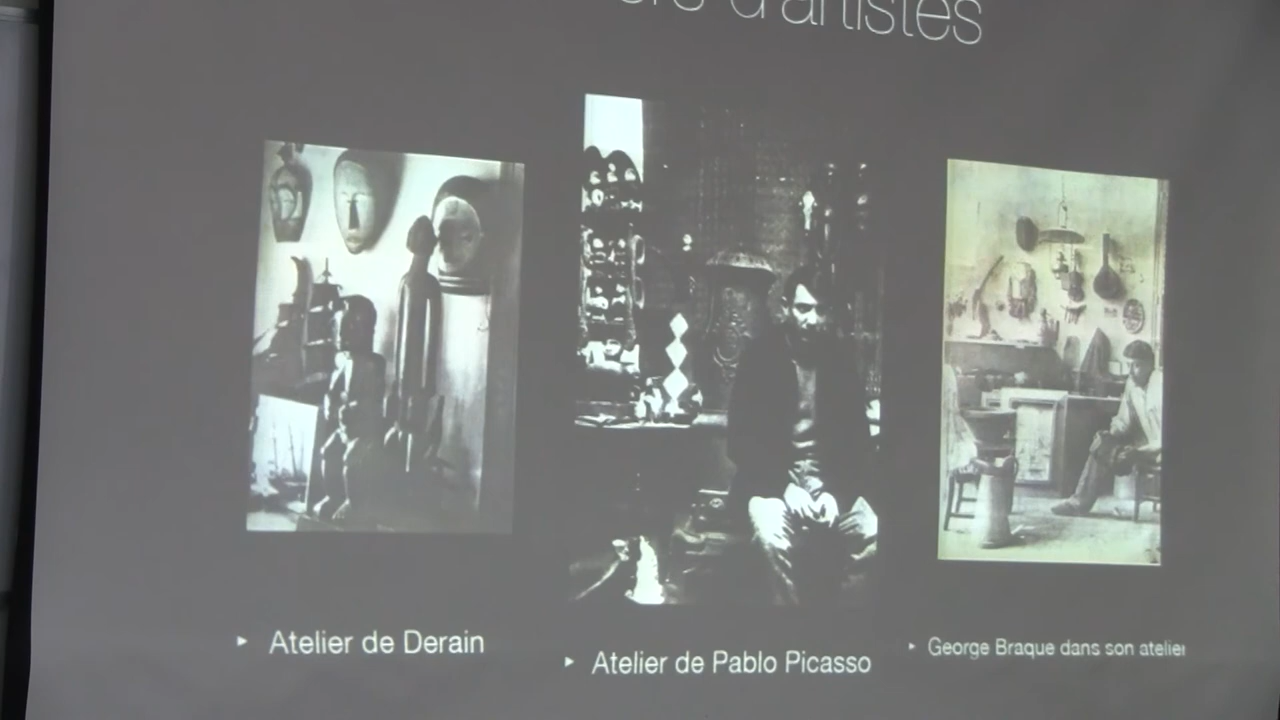 d'artistes
Atelier de Derain
Atelier de Pablo Picasso
George Braque dans son atelier